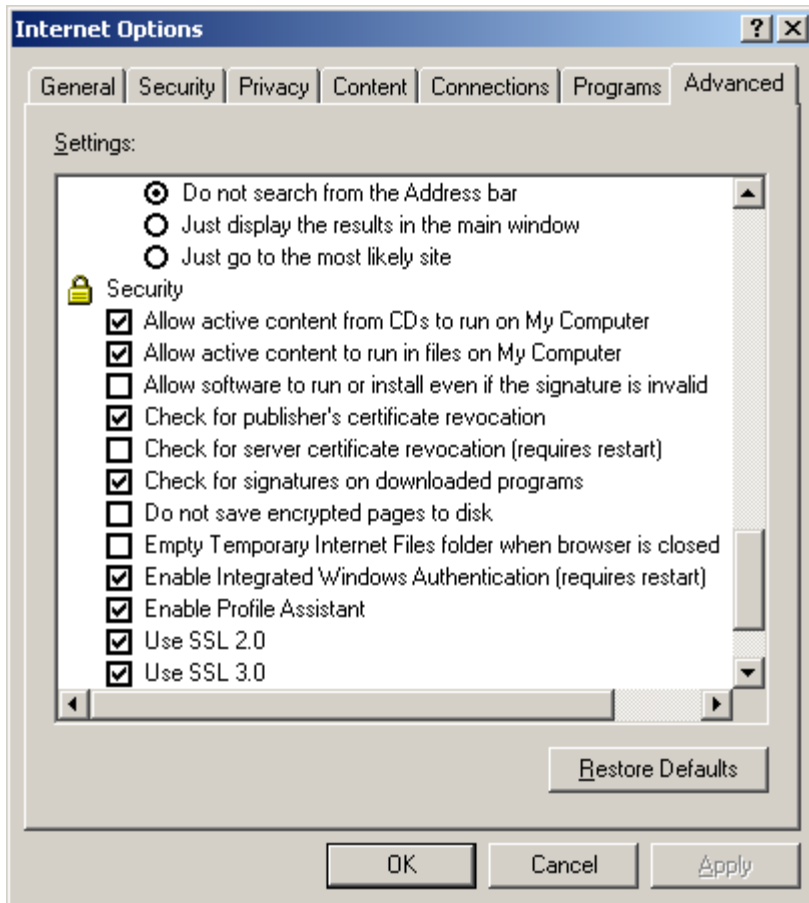 Internet Options
General Security Privacy Content Connections Programs Advanced
Settings:
Do not search from the Address bar
Just display the results in the main window
Just go to the most likely site
Security
Allow active content from CDs to run on My Computer
Allow active content to run in files on My Computer
Allow software to run or install even if the signature is invalid
Check for publisher's certificate revocation
Check for server certificate revocation (requires restart)
Check for signatures on downloaded programs
Do not save encrypted pages to disk
Empty Temporary Internet Files folder when browser is closed
Enable Integrated Windows Authentication (requires restart)
Enable Profile Assistant
Use SSL 2.0
Use SSL 3.0
Restore Defaults
OK Cancel Apply